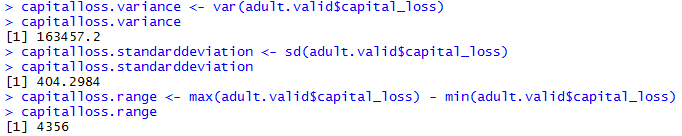 > capitalloss.variance <- var(adult.valid$capital_loss)
> capitalloss.variance
[1] 163457.2
> capitalloss.standarddeviation <- sd(adult.valid$capital_loss)
> capitalloss.standarddeviation
[1] 404.2984
> capitalloss.range <- max(adult.valid$capital_loss) - min(adult.valid$capital_loss)
> capitalloss.range
[1] 4356